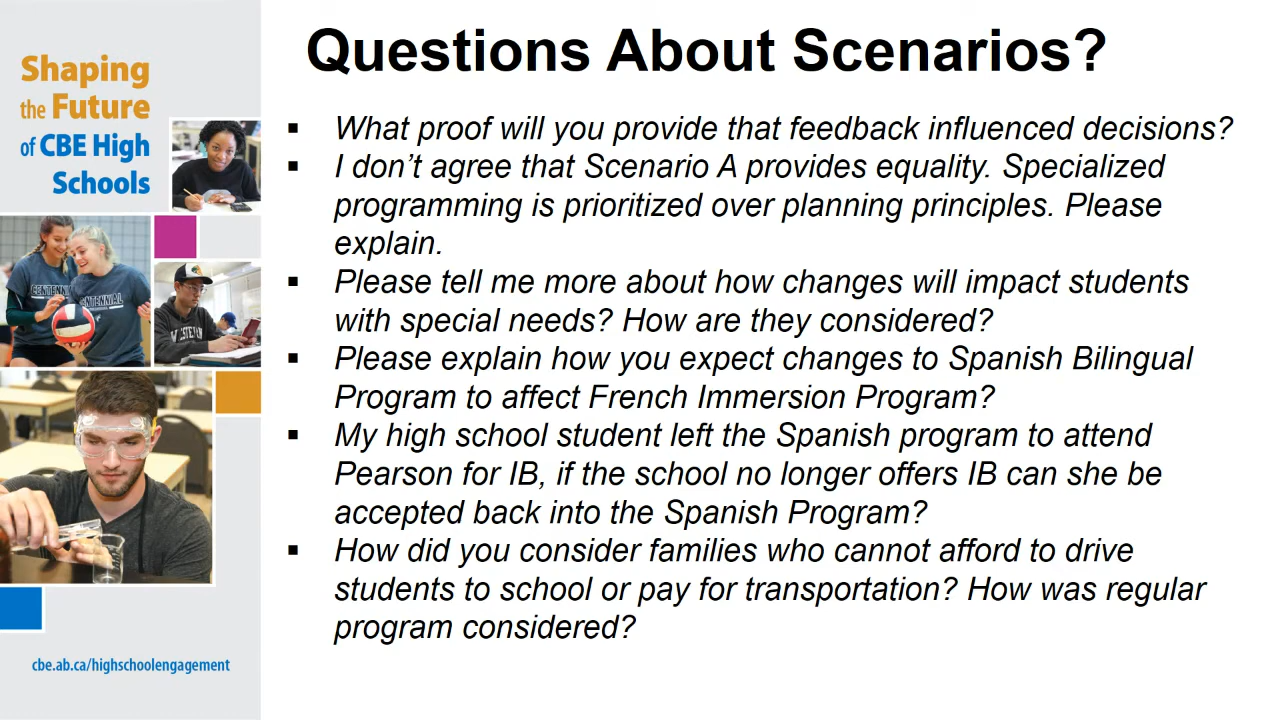 Shaping
the Future
of CBE High
Schools
cbe.ab.ca/highschoolengagement
Questions About Scenarios?
▪ What proof will you provide that feedback influenced decisions?
▪ I don’t agree that Scenario A provides equality. Specialized
programming is prioritized over planning principles. Please
explain.
▪ Please tell me more about how changes will impact students
with special needs? How are they considered?
▪ Please explain how you expect changes to Spanish Bilingual
Program to affect French Immersion Program?
▪ My high school student left the Spanish program to attend
Pearson for IB, if the school no longer offers IB can she be
accepted back into the Spanish Program?
▪ How did you consider families who cannot afford to drive
students to school or pay for transportation? How was regular
program considered?